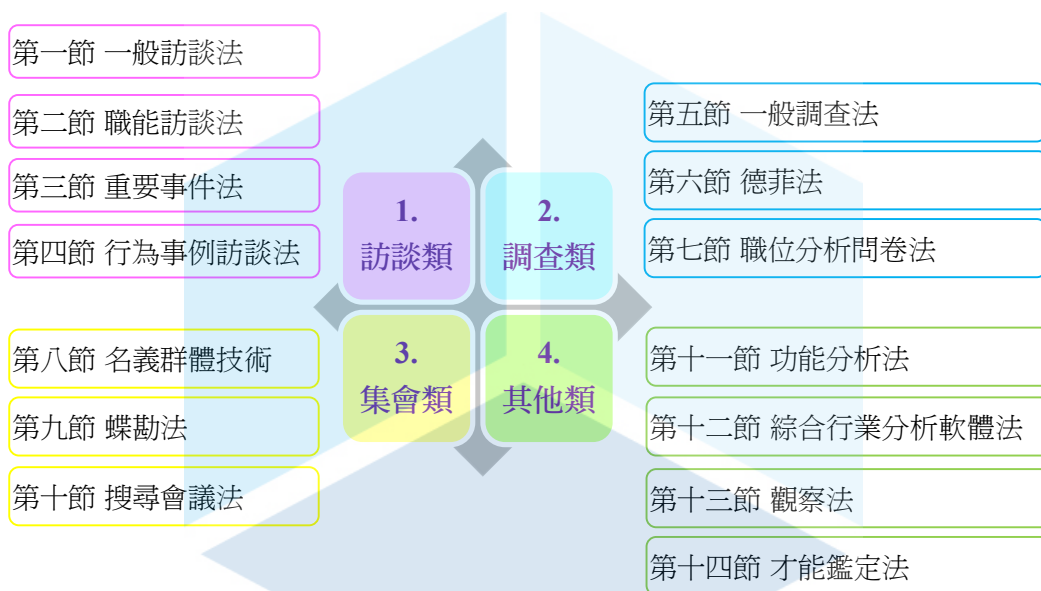 第一節 一般訪談法
第二節 職能訪談法
第三節 重要事件法
第四節 行為事例訪談法
第五節 一般調查法
第六節 德菲法
第七節 職位分析問卷法
1.
訪談類
2.
調查類
3.
集會類
4.
其他類
第八節 名義群體技術
第九節 蝶勘法
第十節 搜尋會議法
第十一節 功能分析法
第十二節 綜合行業分析軟體法
第十三節 觀察法
第十四節 才能鑑定法